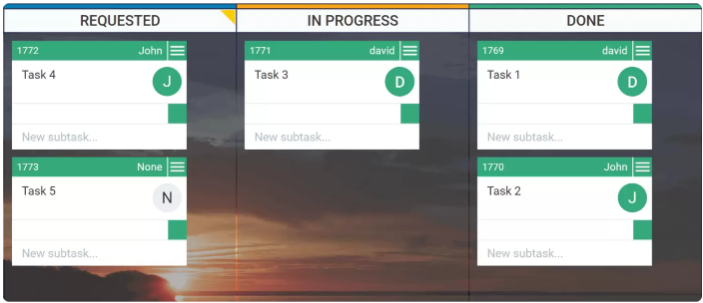 REQUESTED
1772 John
Task 4
J
New subtask...
1773 None
Task 5
N
New subtask...
IN PROGRESS
1771 david
Task 3
D
New subtask...
DONE
1769 david
Task 1
D
New subtask...
1770 John
Task 2
J
New subtask...